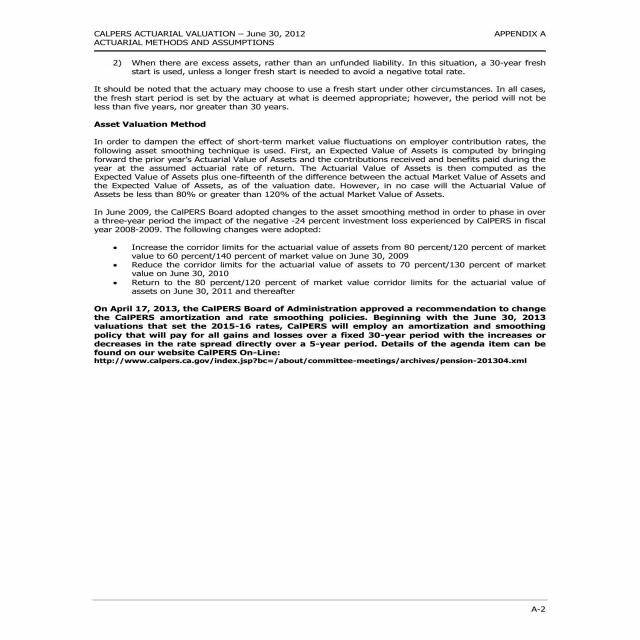 CALPERS ACTUARIAL VALUATION – June 30, 2012 APPENDIX A
ACTUARIAL METHODS AND ASSUMPTIONS
2) When there are excess assets, rather than an unfunded liability. In this situation, a 30-year fresh
start is used, unless a longer fresh start is needed to avoid a negative total rate.
It should be noted that the actuary may choose to use a fresh start under other circumstances. In all cases,
the fresh start period is set by the actuary at what is deemed appropriate; however, the period will not be
less than five years, nor greater than 30 years.
Asset Valuation Method
In order to dampen the effect of short-term market value fluctuations on employer contribution rates, the
following asset smoothing technique is used. First, an Expected Value of Assets is computed by bringing
forward the prior year's Actuarial Value of Assets and the contributions received and benefits paid during the
year at the assumed actuarial rate of return. The Actuarial Value of Assets is then computed as the
Expected Value of Assets plus one-fifteenth of the difference between the actual Market Value of Assets and
the Expected Value of Assets, as of the valuation date. However, in no case will the Actuarial Value of
Assets be less than 80% or greater than 120% of the actual Market Value of Assets.
In June 2009, the CalPERS Board adopted changes to the asset smoothing method in order to phase in over
a three-year period the impact of the negative -24 percent investment loss experienced by CalPERS in fiscal
year 2008-2009. The following changes were adopted:
• Increase the corridor limits for the actuarial value of assets from 80 percent/120 percent of market
value to 60 percent/140 percent of market value on June 30, 2009
• Reduce the corridor limits for the actuarial value of assets to 70 percent/130 percent of market
value on June 30, 2010
• Return to the 80 percent/120 percent of market value corridor limits for the actuarial value of
assets on June 30, 2011 and thereafter
On April 17, 2013, the CalPERS Board of Administration approved a recommendation to change
the CalPERS amortization and rate smoothing policies. Beginning with the June 30, 2013
valuations that set the 2015-16 rates, CalPERS will employ an amortization and smoothing
policy that will pay for all gains and losses over a fixed 30-year period with the increases or
decreases in the rate spread directly over a 5-year period. Details of the agenda item can be
found on our website CalPERS On-Line:
http://www.calpers.ca.gov/index.jsp?bc=/about/committee-meetings/archives/pension-201304.xml
A-2